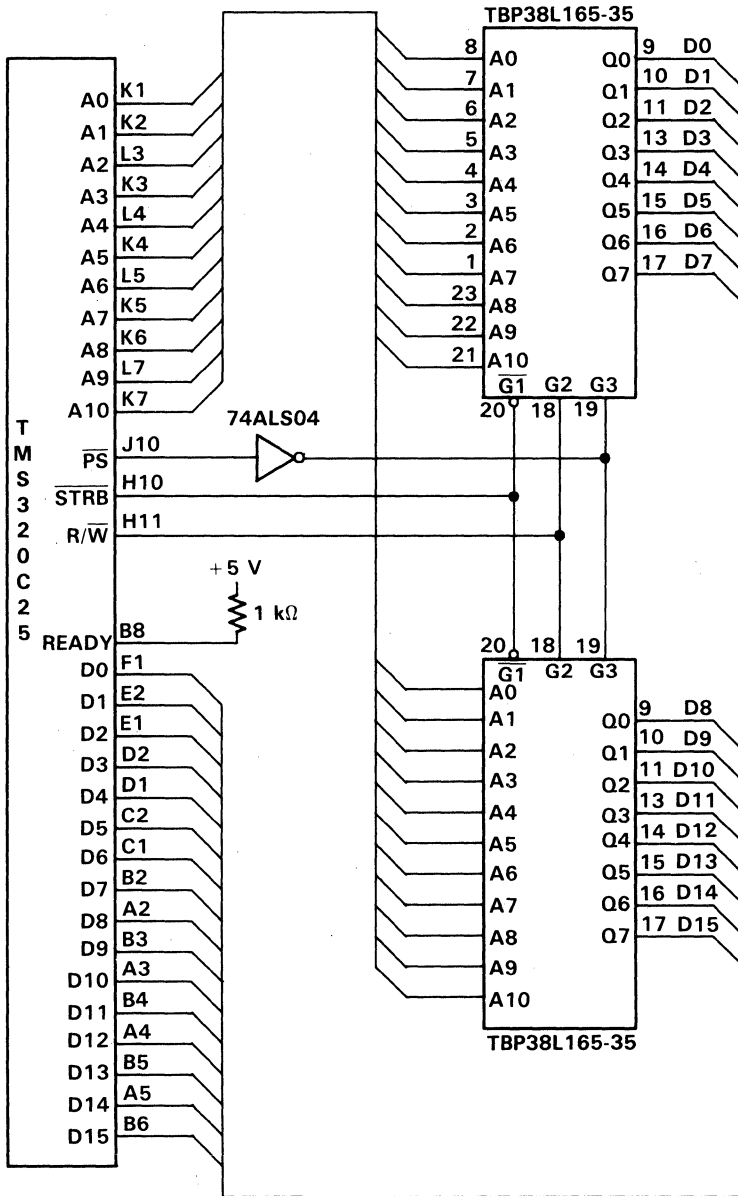 TBP38L165-35
TMS320C25
A0 K1
A1 K2
A2 L3
A3 K3
A4 L4
A5 K4
A6 L5
A7 K5
A8 K6
A9 L7
A10 K7
PS J10
STRB H10
R/W H11
READY B8
D0 F1
D1 E2
D2 E1
D3 D2
D4 D1
D5 C2
D6 C1
D7 B2
D8 A2
D9 B3
D10 A3
D11 B4
D12 A4
D13 B5
D14 A5
D15 B6
74ALS04
+5 V
1 kΩ
8 A0
7 A1
6 A2
5 A3
4 A4
3 A5
2 A6
1 A7
23 A8
22 A9
21 A10
Q0 9 D0
Q1 10 D1
Q2 11 D2
Q3 13 D3
Q4 14 D4
Q5 15 D5
Q6 16 D6
Q7 17 D7
G1 G2 G3
20 18 19
20 18 19
G1 G2 G3
A0
A1
A2
A3
A4
A5
A6
A7
A8
A9
A10
Q0 9 D8
Q1 10 D9
Q2 11 D10
Q3 13 D11
Q4 14 D12
Q5 15 D13
Q6 16 D14
Q7 17 D15
TBP38L165-35